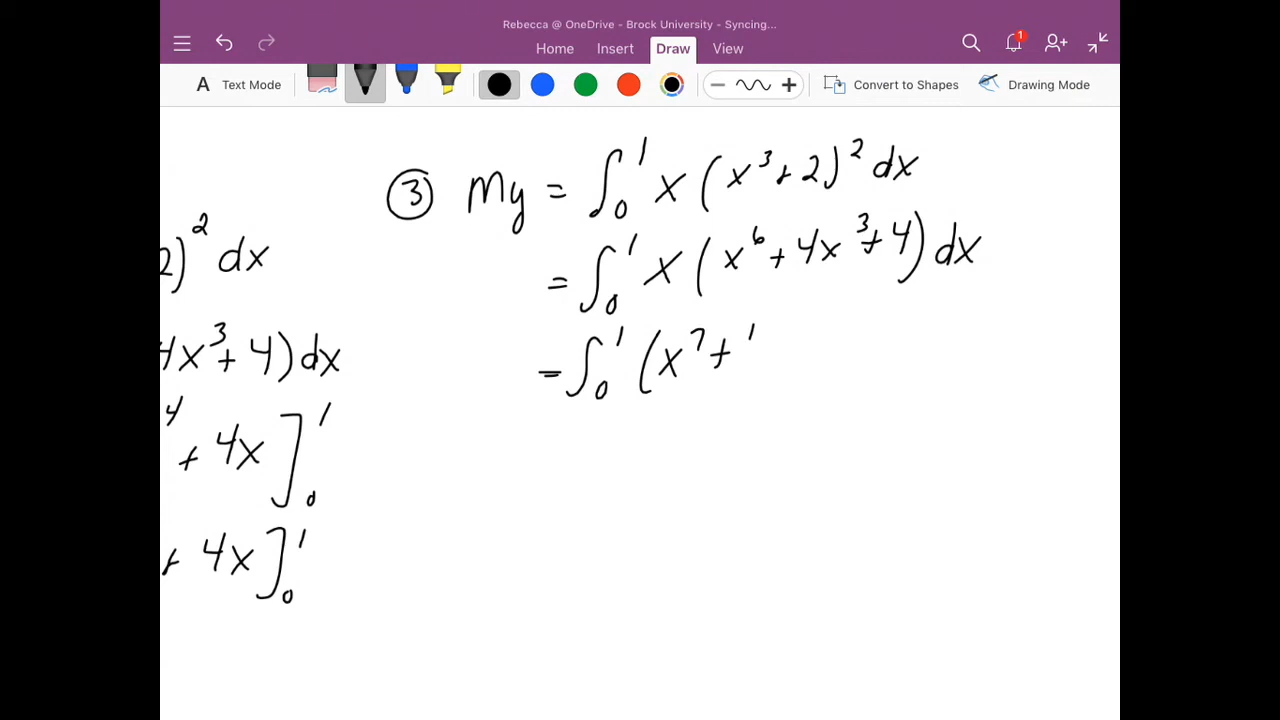 Rebecca @ OneDrive - Brock University - Syncing...
Home Insert Draw View
1
A Text Mode Convert to Shapes Drawing Mode
③ My = ∫₀¹ x (x³ + 2)² dx
= ∫₀¹ x (x⁶ + 4x³ + 4) dx
= ∫₀¹ (x⁷ +
2)² dx
4x³ + 4) dx
4 + 4x ]₀¹
+ 4x ]₀¹